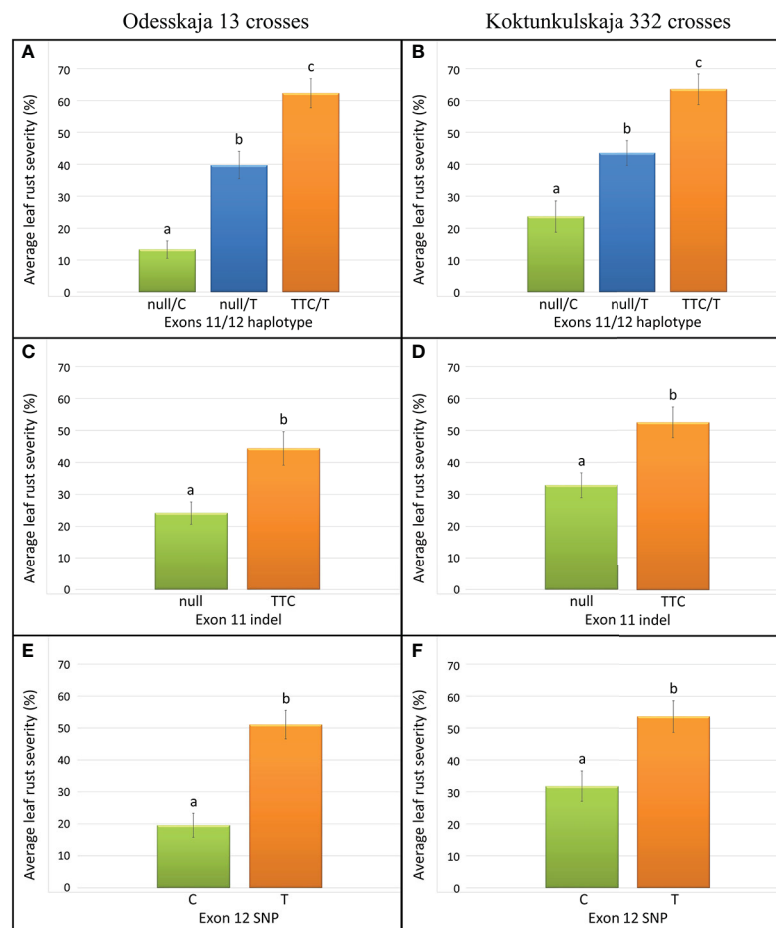 Odesskaja 13 crosses
Koktunkulskaja 332 crosses
A
Average leaf rust severity (%)
70
60
50
40
30
20
10
0
a
b
c
null/C null/T TTC/T
Exons 11/12 haplotype
B
Average leaf rust severity (%)
70
60
50
40
30
20
10
0
a
b
c
null/C null/T TTC/T
Exons 11/12 haplotype
C
Average leaf rust severity (%)
70
60
50
40
30
20
10
0
a
b
null TTC
Exon 11 indel
D
Average leaf rust severity (%)
70
60
50
40
30
20
10
0
a
b
null TTC
Exon 11 indel
E
Average leaf rust severity (%)
70
60
50
40
30
20
10
0
a
b
C T
Exon 12 SNP
F
Average leaf rust severity (%)
70
60
50
40
30
20
10
0
a
b
C T
Exon 12 SNP